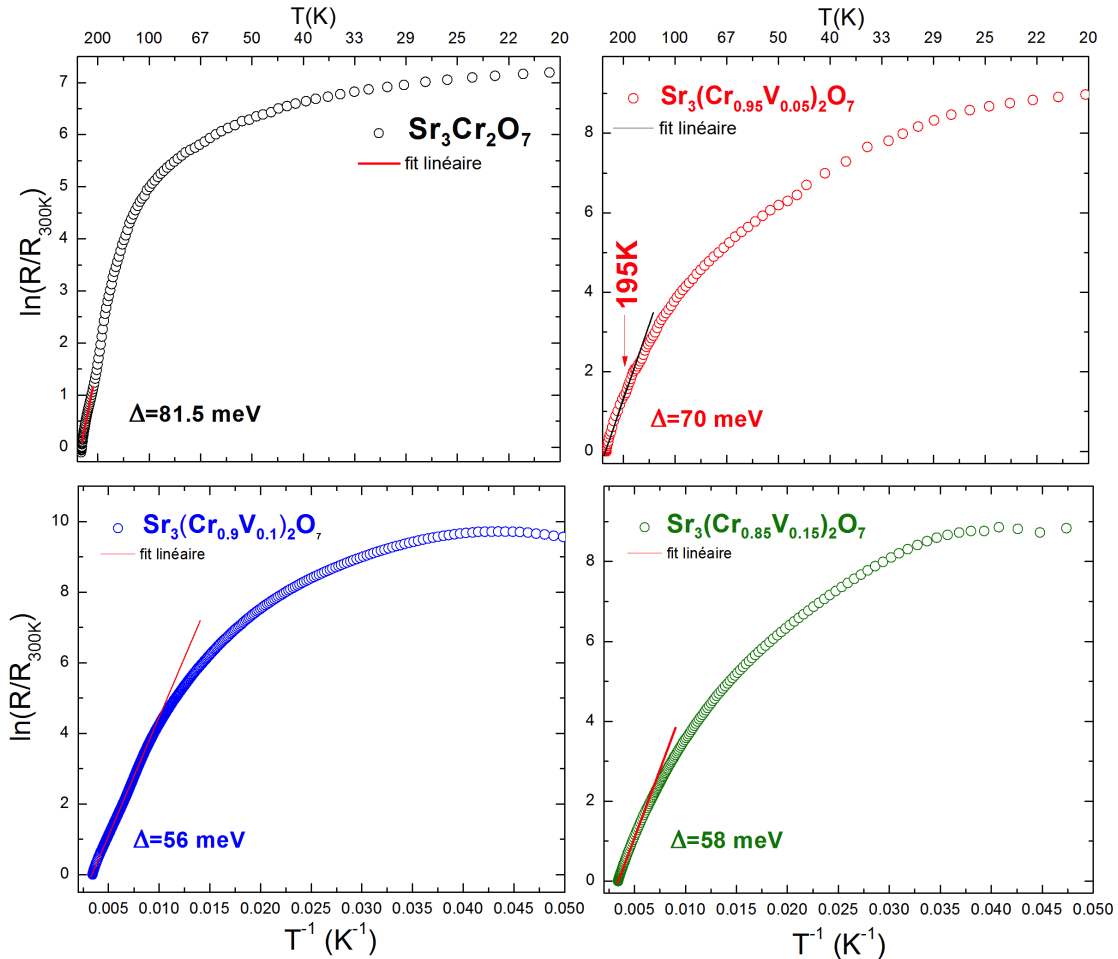 T(K)
200 100 67 50 40 33 29 25 22 20
7
6
5
4
3
2
1
0
ln(R/R300K)
Sr3Cr2O7
fit linéaire
Δ=81.5 meV
T(K)
200 100 67 50 40 33 29 25 22 20
8
6
4
2
0
Sr3(Cr0.95V0.05)2O7
fit linéaire
195K
Δ=70 meV
10
8
6
4
2
0
ln(R/R300K)
Sr3(Cr0.9V0.1)2O7
fit linéaire
Δ=56 meV
0.005 0.010 0.015 0.020 0.025 0.030 0.035 0.040 0.045 0.050
T-1 (K-1)
8
6
4
2
0
Sr3(Cr0.85V0.15)2O7
fit linéaire
Δ=58 meV
0.005 0.010 0.015 0.020 0.025 0.030 0.035 0.040 0.045 0.050
T-1 (K-1)